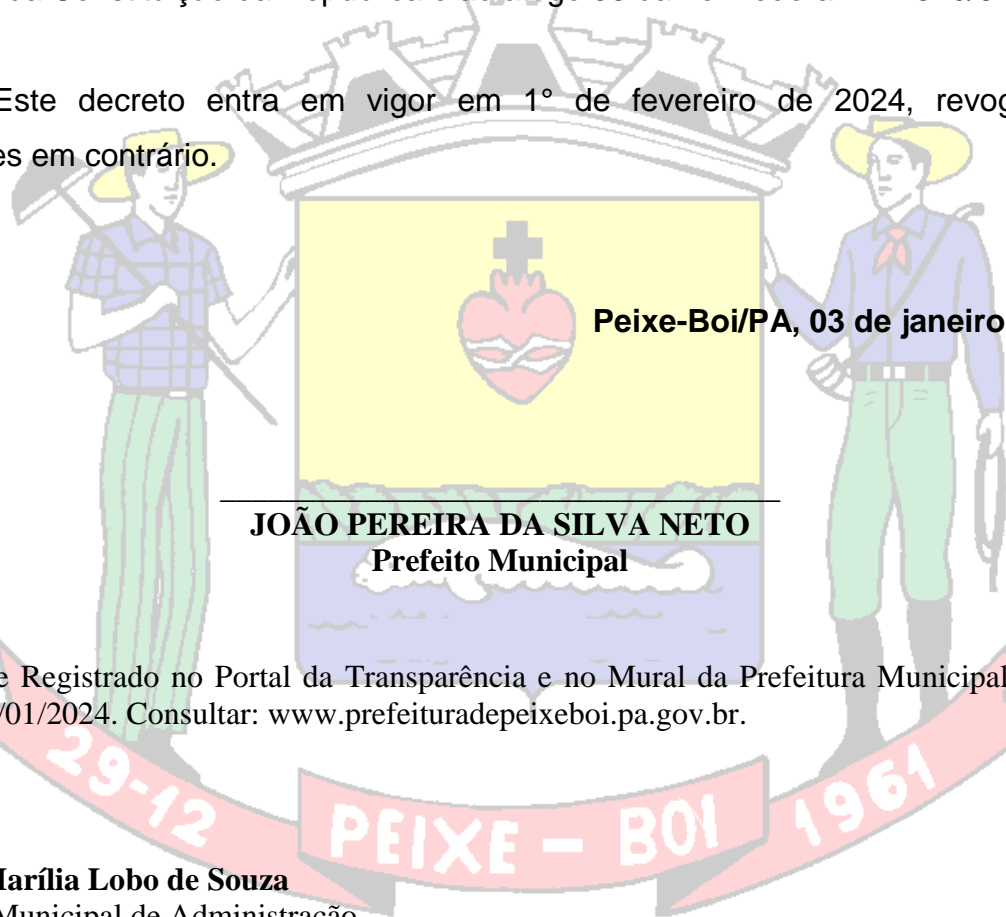 Este decreto entra em vigor em 1° de fevereiro de 2024,
em contrário.
Peixe-Boi/PA, 03 de janeiro
JOÃO PEREIRA DA SILVA NETO
Prefeito Municipal
e Registrado no Portal da Transparência e no Mural da Prefeitura Municipal
/01/2024. Consultar: www.prefeituradepeixeboi.pa.gov.br.
29-12 PEIXE - BOI 1961
Marília Lobo de Souza
Municipal de Administração